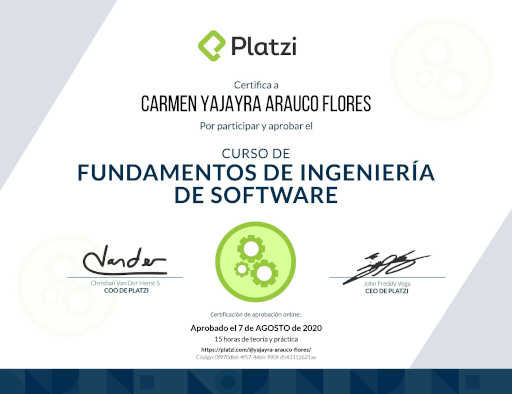 Platzi
Certifica a
CARMEN YAJAYRA ARAUCO FLORES
Por participar y aprobar el
CURSO DE
FUNDAMENTOS DE INGENIERÍA
DE SOFTWARE
Christian Van Der Henst S
COO DE PLATZI
John Freddy Vega
CEO DE PLATZI
Certificación de aprobación online:
Aprobado el 7 de AGOSTO de 2020
15 horas de teoría y práctica
https://platzi.com/@yajayra-arauco-flores/
Código: